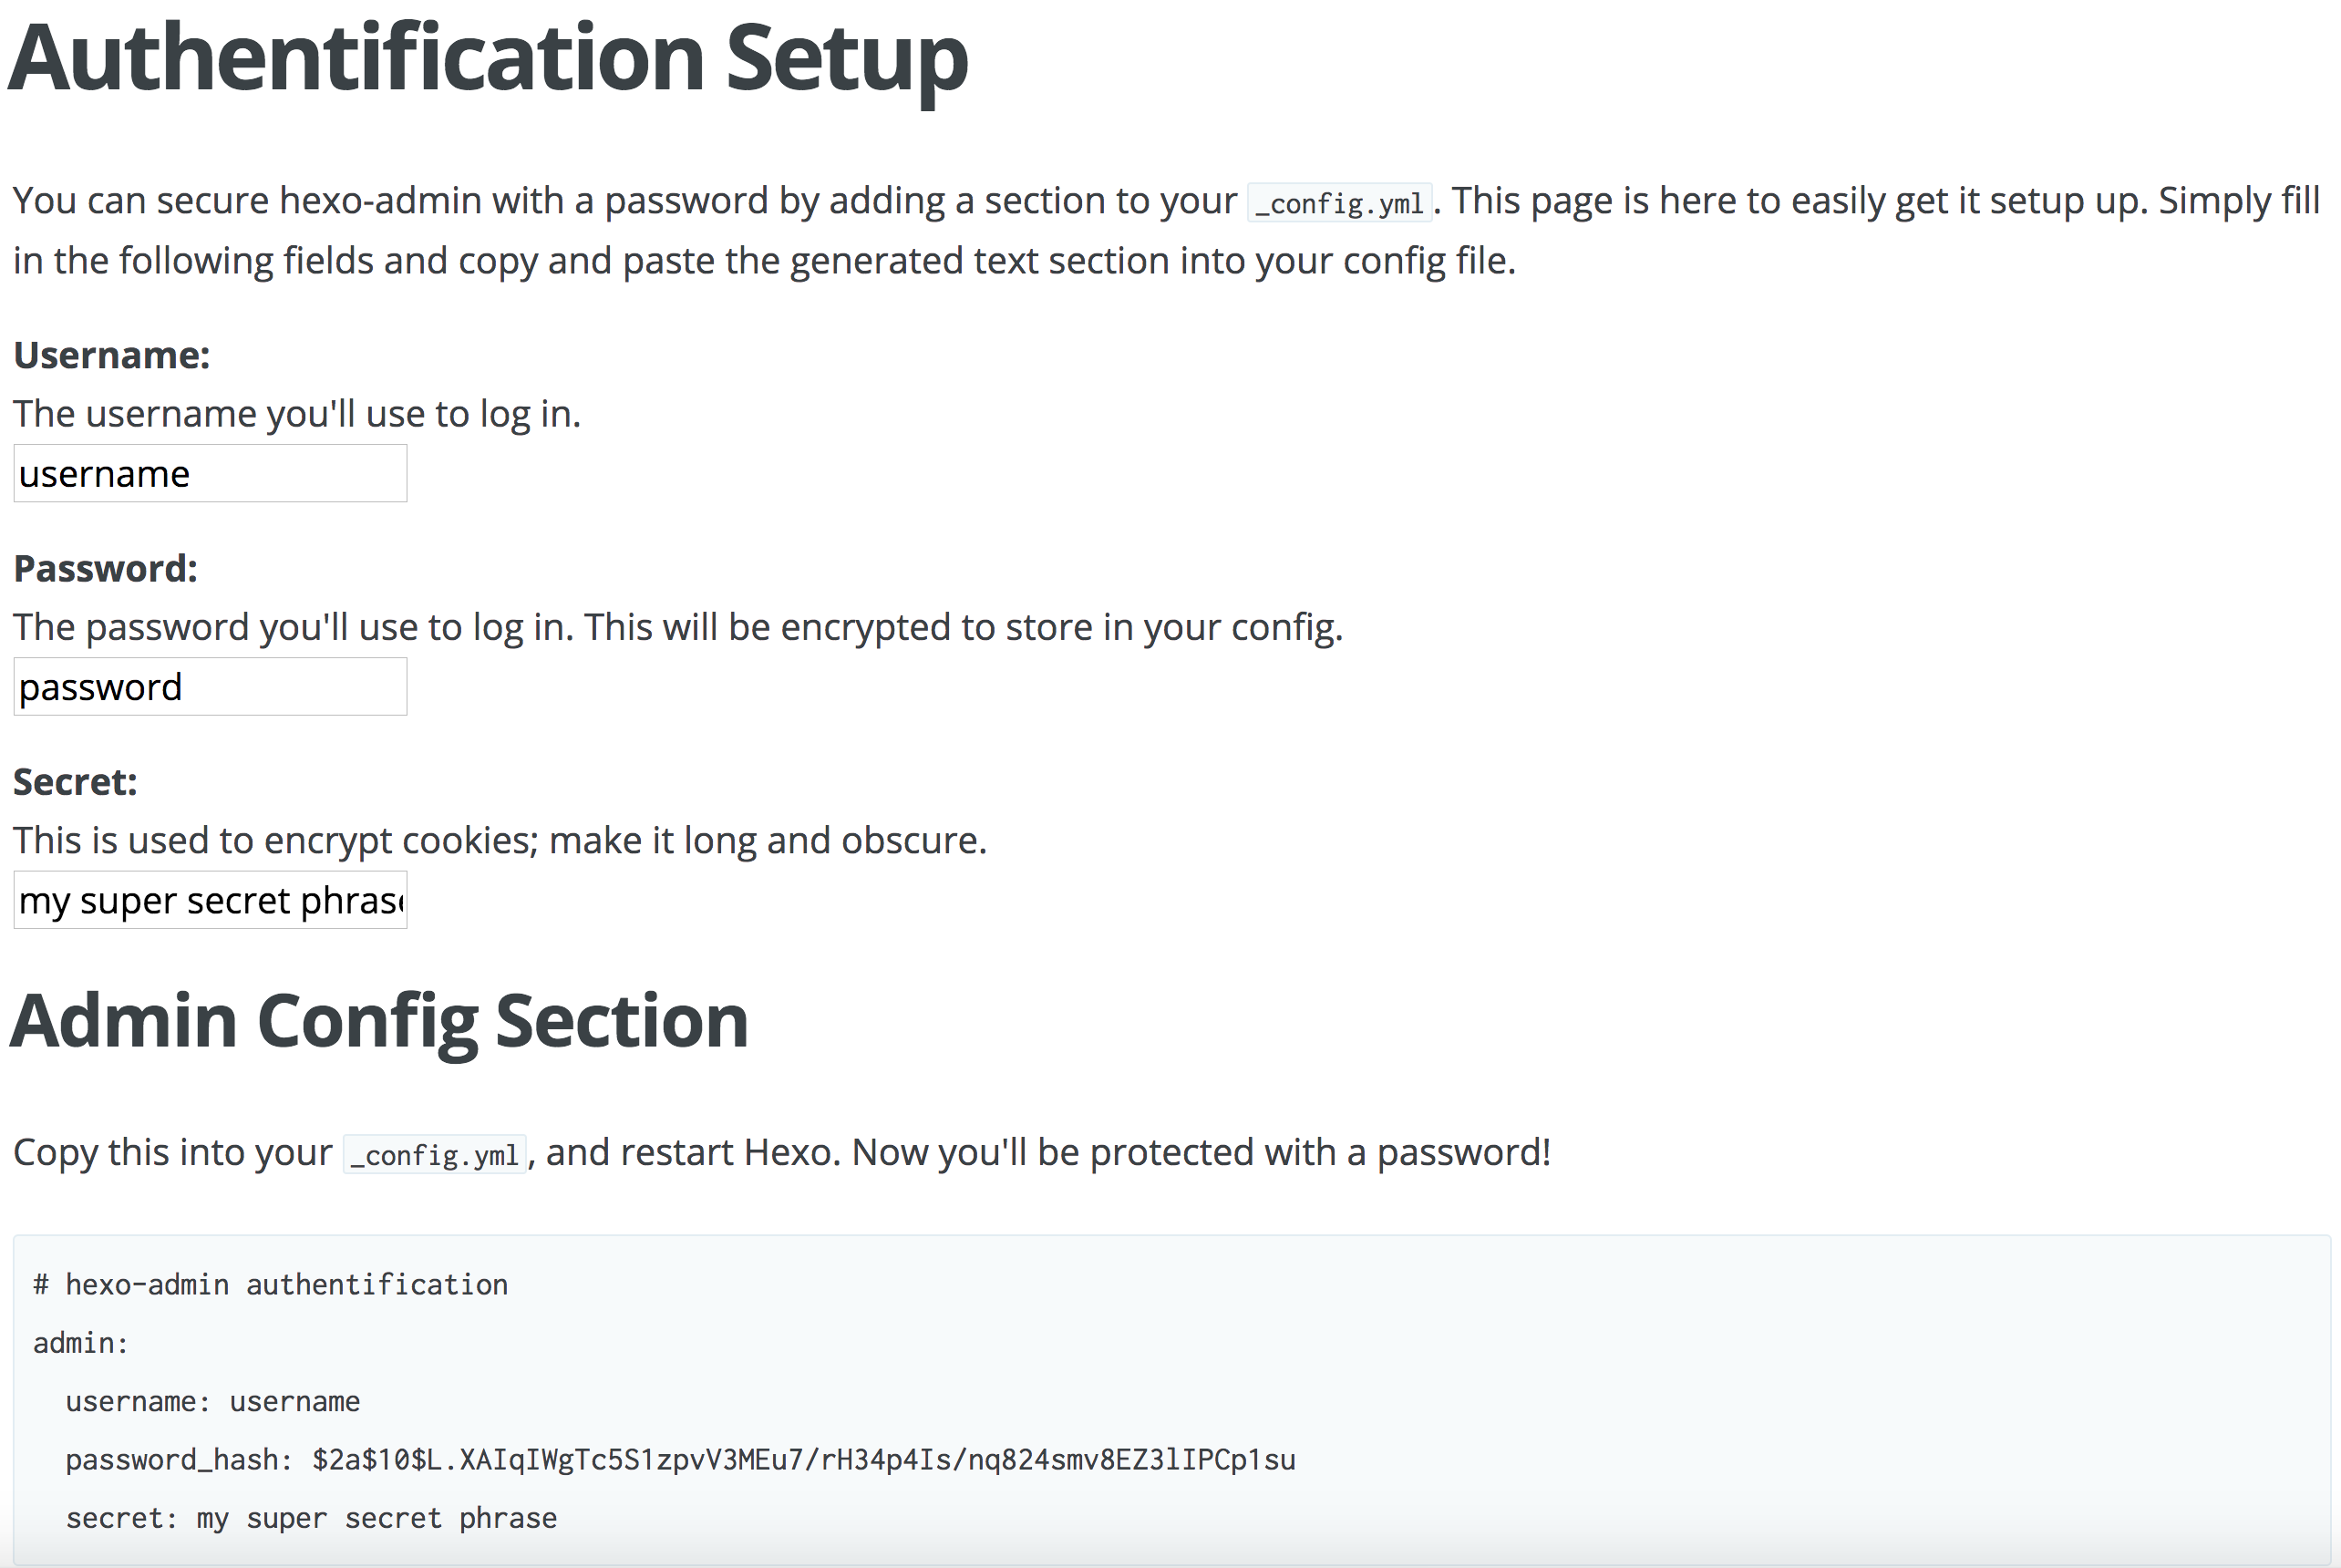 Authentification Setup
You can secure hexo-admin with a password by adding a section to your _config.yml. This page is here to easily get it setup up. Simply fill
in the following fields and copy and paste the generated text section into your config file.
Username:
The username you'll use to log in.
username
Password:
The password you'll use to log in. This will be encrypted to store in your config.
password
Secret:
This is used to encrypt cookies; make it long and obscure.
my super secret phrase
Admin Config Section
Copy this into your _config.yml, and restart Hexo. Now you'll be protected with a password!
# hexo-admin authentification
admin:
  username: username
  password_hash: $2a$10$L.XAIqIWgTc5S1zpvV3MEu7/rH34p4Is/nq824smv8EZ3lIPCp1su
  secret: my super secret phrase